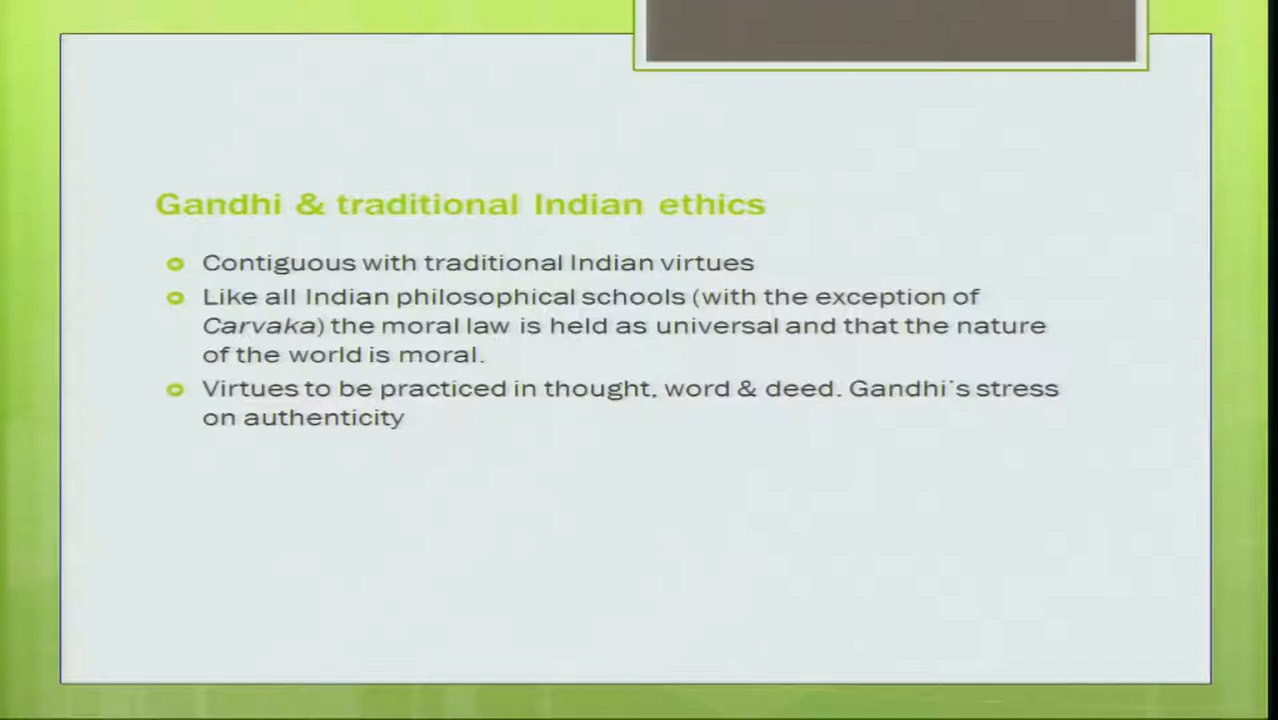 Gandhi & traditional Indian ethics
Contiguous with traditional Indian virtues
Like all Indian philosophical schools (with the exception of
Carvaka) the moral law is held as universal and that the nature
of the world is moral.
Virtues to be practiced in thought, word & deed. Gandhi's stress
on authenticity